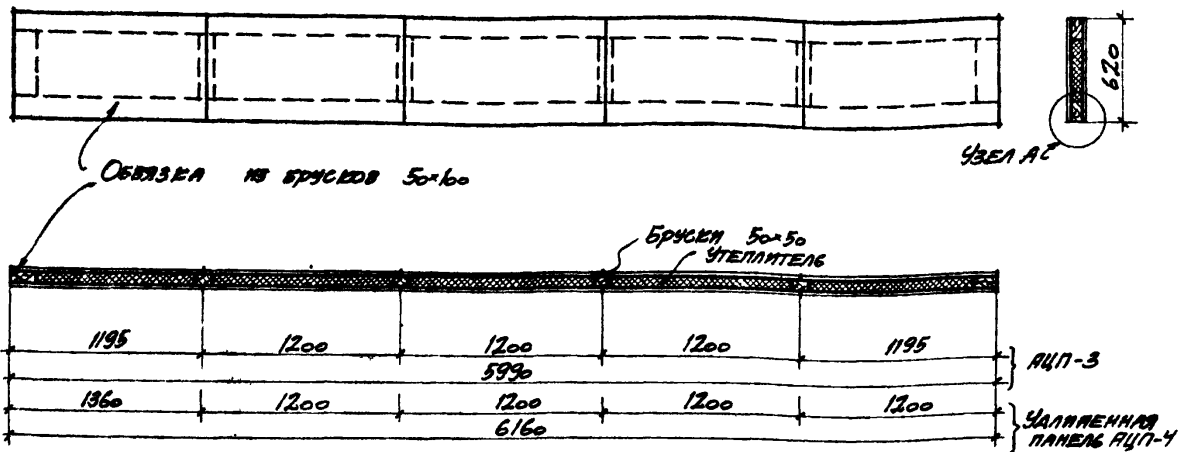 620
УЗЕЛ А
ОБВЯЗКА ИЗ БРУСКОВ 50×100
БРУСКИ 50×50
УТЕПЛИТЕЛЬ
1195 1200 1200 1200 1195
5990
АЦП-3
1360 1200 1200 1200 1200
6160
УДЛИНЕННАЯ
ПАНЕЛЬ АЦП-4